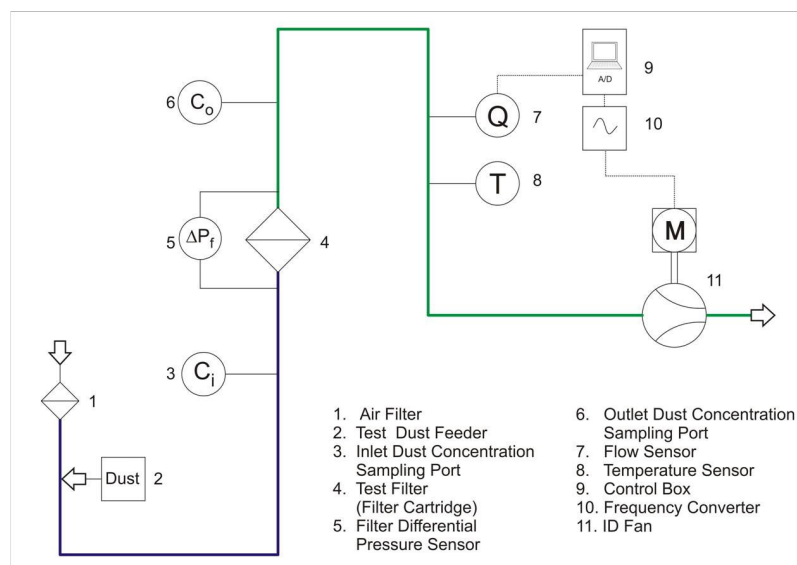 6 Co
9
A/D
Q 7
10
T 8
5 ΔPf 4
M
11
3 Ci
1
Dust 2
1. Air Filter
2. Test Dust Feeder
3. Inlet Dust Concentration
Sampling Port
4. Test Filter
(Filter Cartridge)
5. Filter Differential
Pressure Sensor
6. Outlet Dust Concentration
Sampling Port
7. Flow Sensor
8. Temperature Sensor
9. Control Box
10. Frequency Converter
11. ID Fan